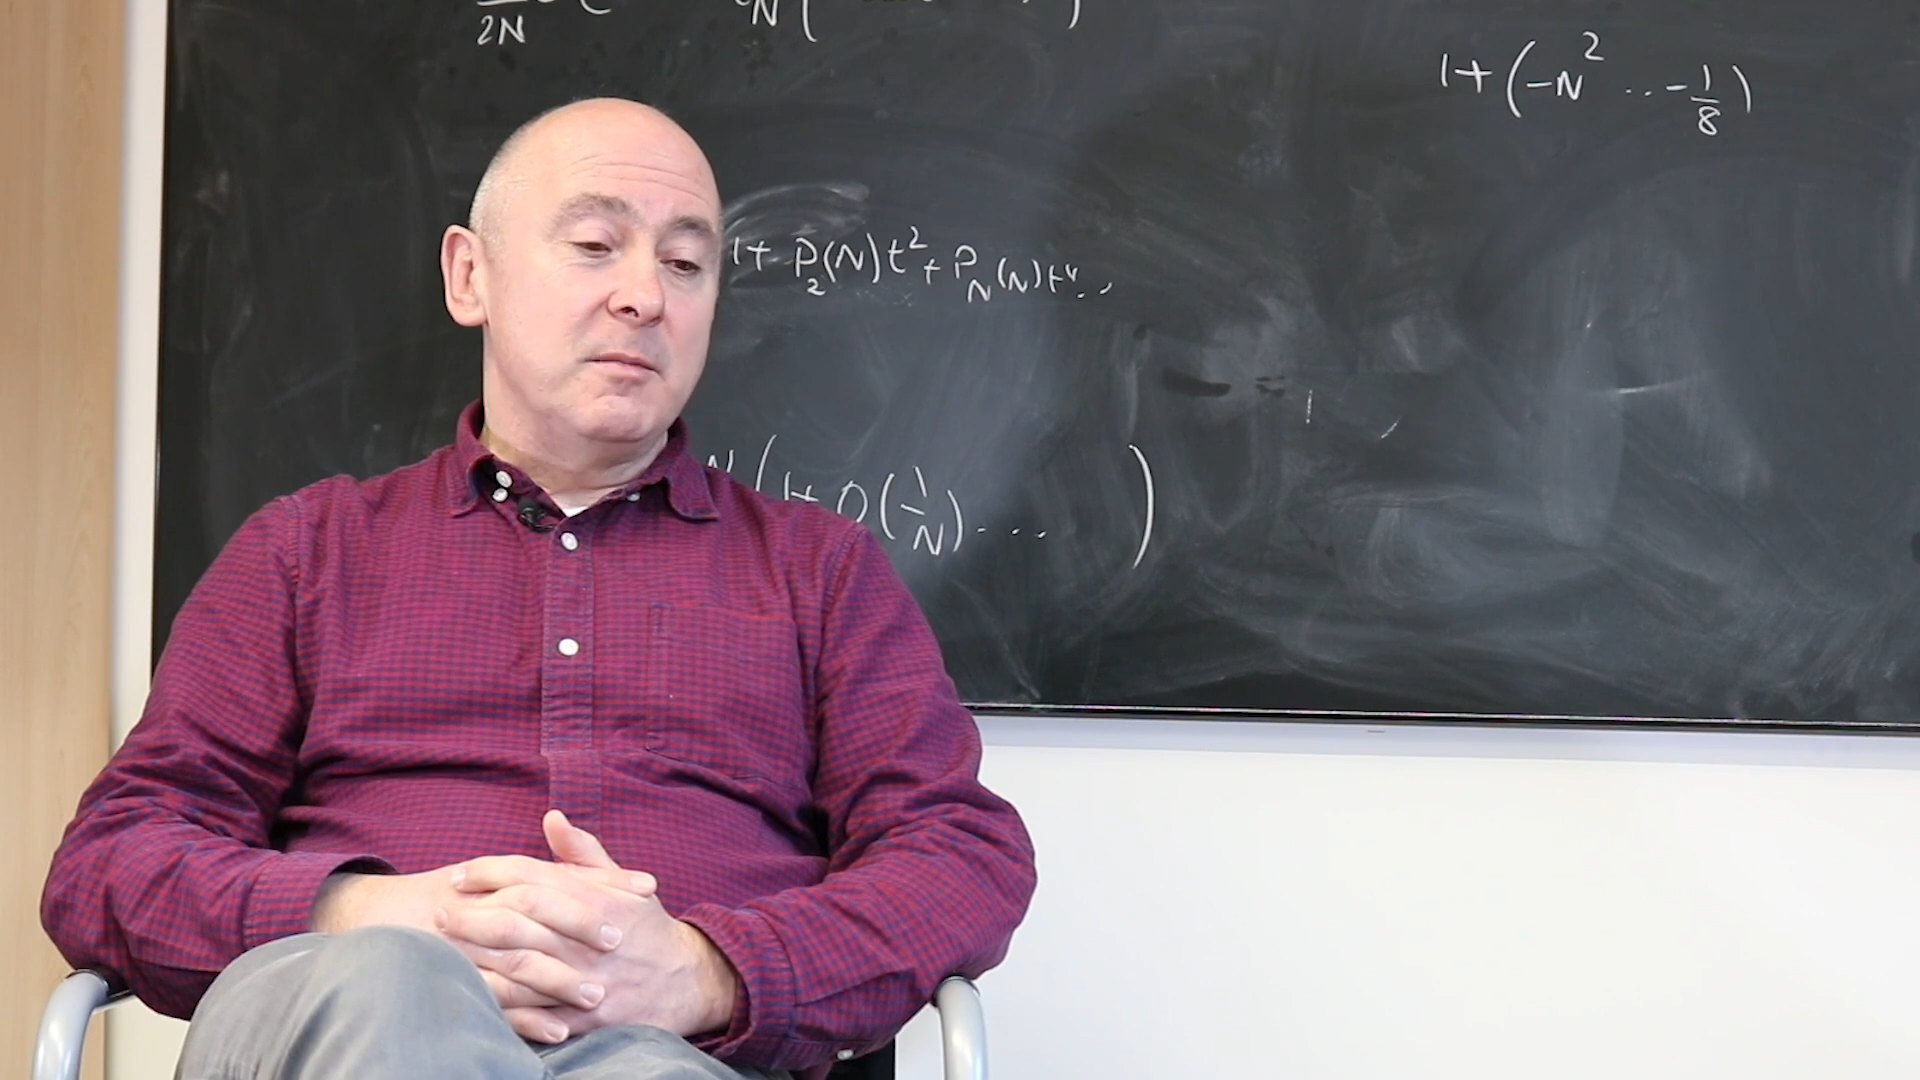 2N N (
1+ (-N² ...-1/8)
1+ P₂(N)t² + P_N(N)t⁴..,
N (1+ O(1/N)... )